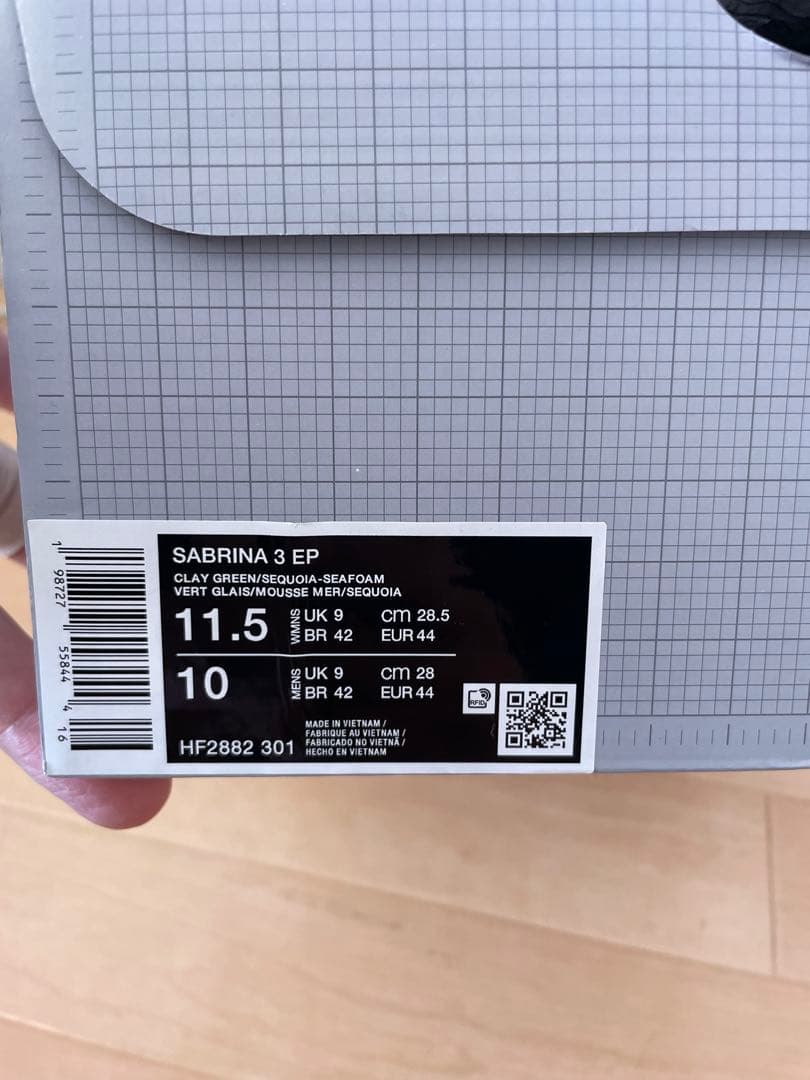 SABRINA 3 EP
CLAY GREEN/SEQUOIA-SEAFOAM
VERT GLAIS/MOUSSE MER/SEQUOIA
11.5 WMNS UK 9 cm 28.5
BR 42 EUR 44
10 MENS UK 9 cm 28
BR 42 EUR 44
RFID
HF2882 301
MADE IN VIETNAM /
FABRIQUE AU VIETNAM /
FABRICADO NO VIETNÃ /
HECHO EN VIETNAM
1 98727 55844 4 16